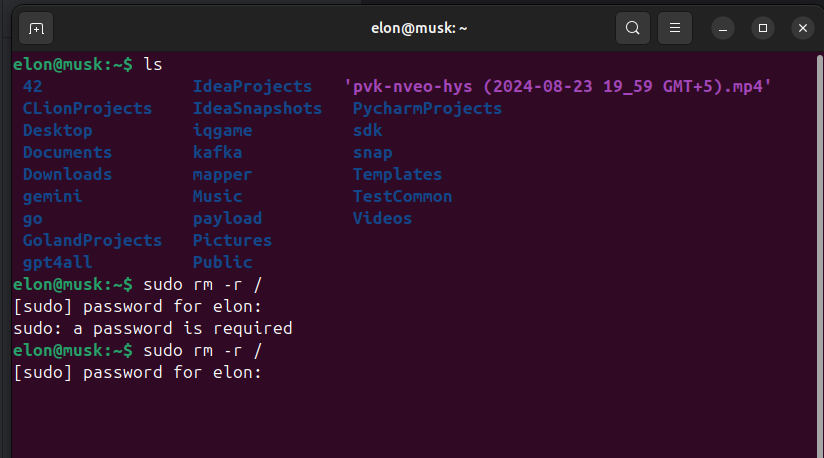 elon@musk: ~
elon@musk:~$ ls
42 IdeaProjects 'pvk-nveo-hys (2024-08-23 19_59 GMT+5).mp4'
CLionProjects IdeaSnapshots PycharmProjects
Desktop iqgame sdk
Documents kafka snap
Downloads mapper Templates
gemini Music TestCommon
go payload Videos
GolandProjects Pictures
gpt4all Public
elon@musk:~$ sudo rm -r /
[sudo] password for elon:
sudo: a password is required
elon@musk:~$ sudo rm -r /
[sudo] password for elon: